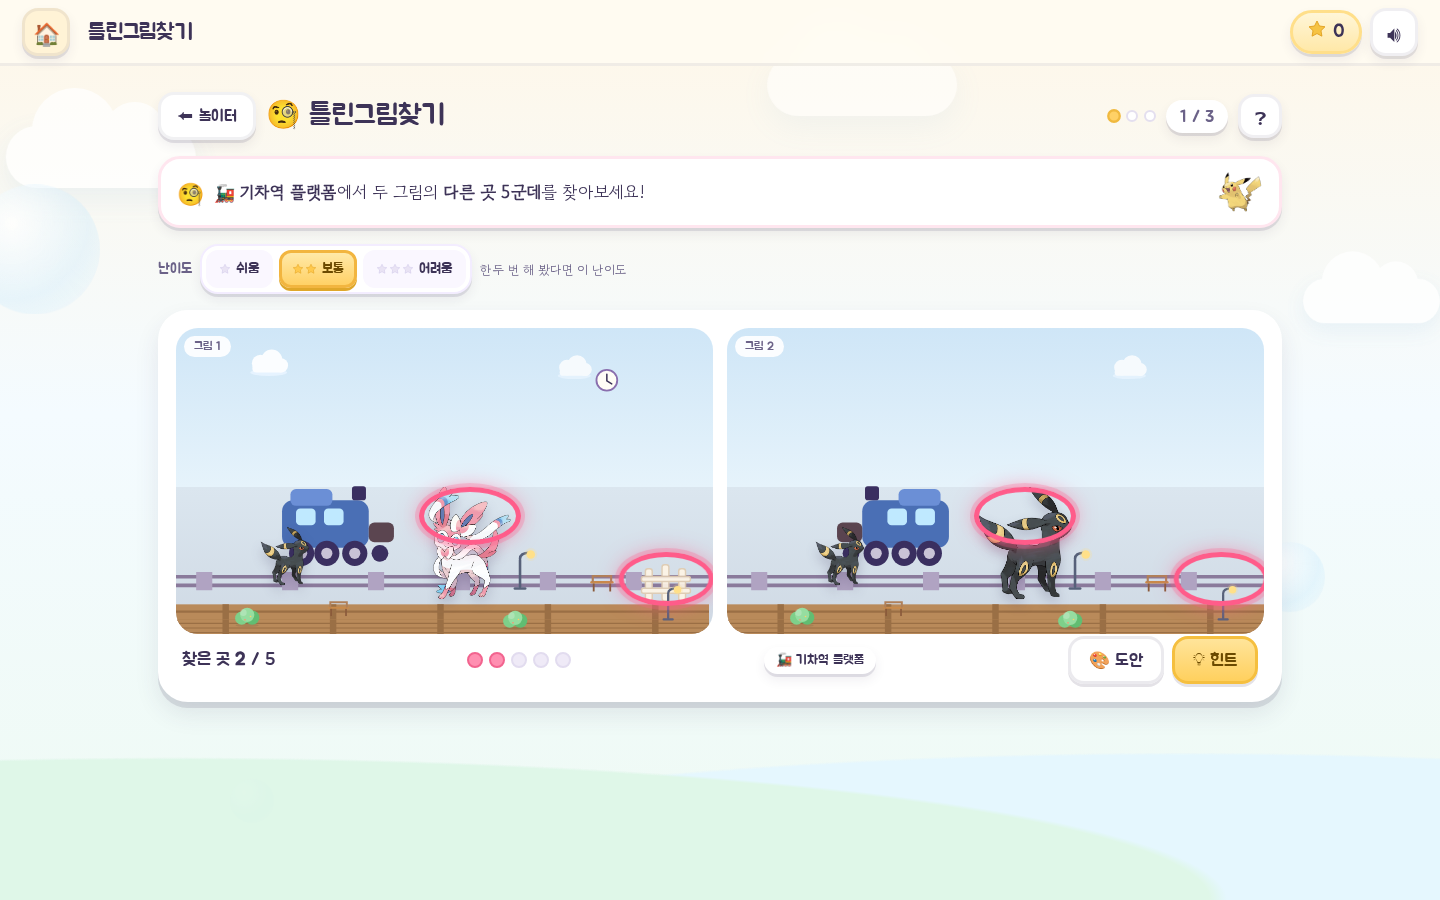 틀린그림찾기
0
놀이터
틀린그림찾기
1 / 3
?
기차역 플랫폼에서 두 그림의 다른 곳 5군데를 찾아보세요!
난이도
쉬움
보통
어려움
한두 번 해 봤다면 이 난이도
그림 1
그림 2
찾은 곳 2 / 5
기차역 플랫폼
도안
힌트